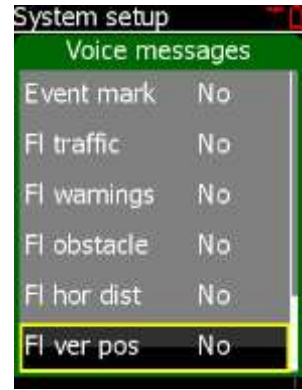 System setup
Voice messages
Event mark No
Fl traffic No
Fl warnings No
Fl obstacle No
Fl hor dist No
Fl ver pos No